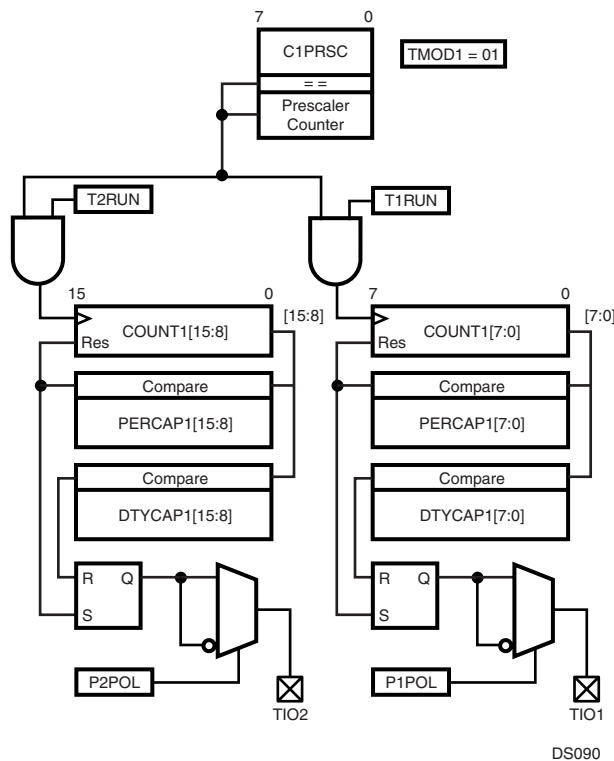 7 0
C1PRSC
TMOD1 = 01
= =
Prescaler
Counter
T2RUN
T1RUN
15 0
[15:8]
COUNT1[15:8]
Res
Compare
PERCAP1[15:8]
Compare
DTYCAP1[15:8]
R Q
S
P2POL
TIO2
7 0
[7:0]
COUNT1[7:0]
Res
Compare
PERCAP1[7:0]
Compare
DTYCAP1[7:0]
R Q
S
P1POL
TIO1
DS090